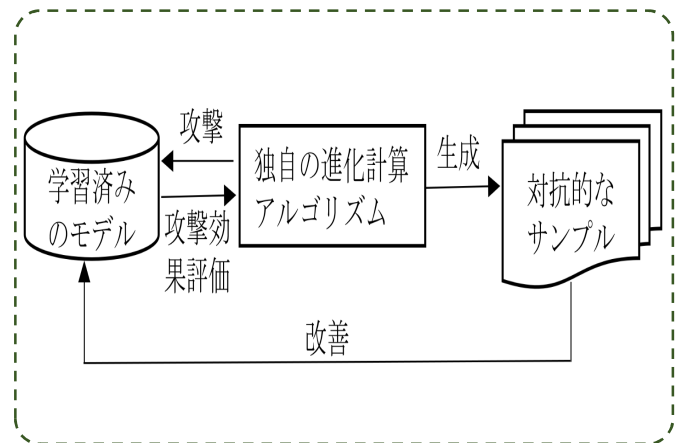 学習済み
のモデル
攻撃
攻撃効
果評価
独自の進化計算
アルゴリズム
生成
対抗的な
サンプル
改善